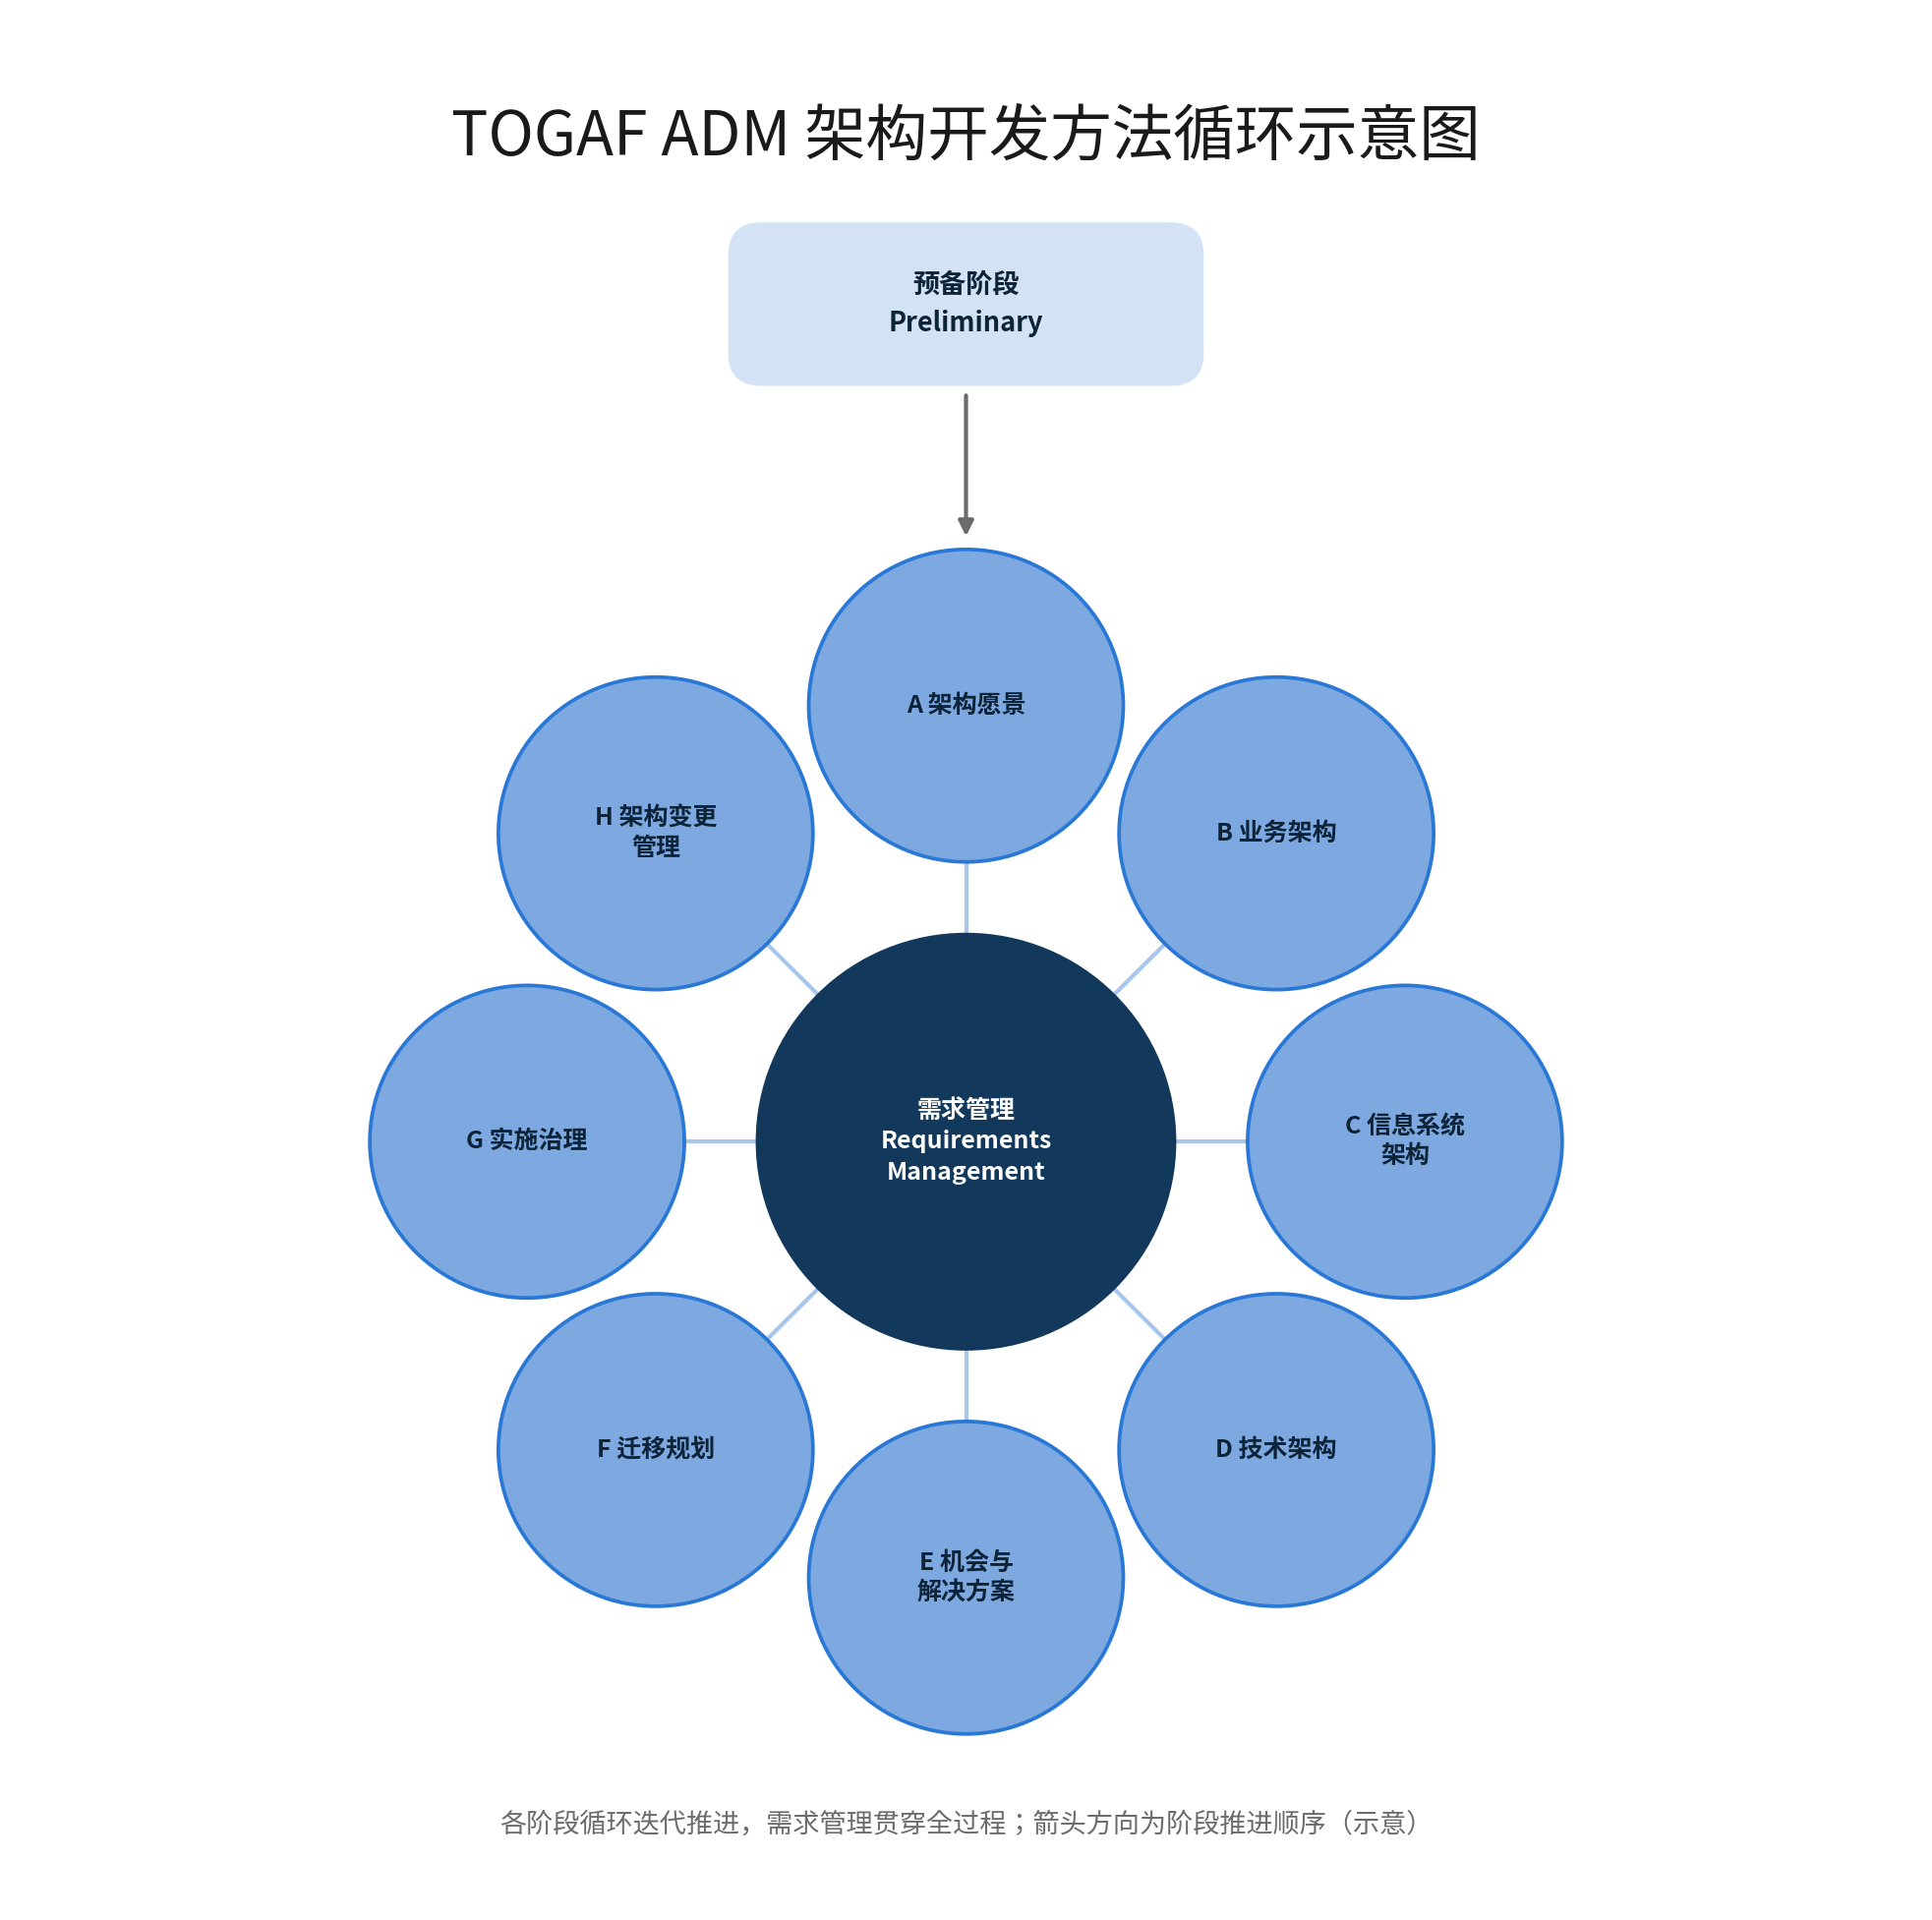 TOGAF ADM 架构开发方法循环示意图
预备阶段
Preliminary
A 架构愿景
H 架构变更
管理
B 业务架构
需求管理
Requirements
Management
G 实施治理
C 信息系统
架构
F 迁移规划
D 技术架构
E 机会与
解决方案
各阶段循环迭代推进，需求管理贯穿全过程；箭头方向为阶段推进顺序（示意）